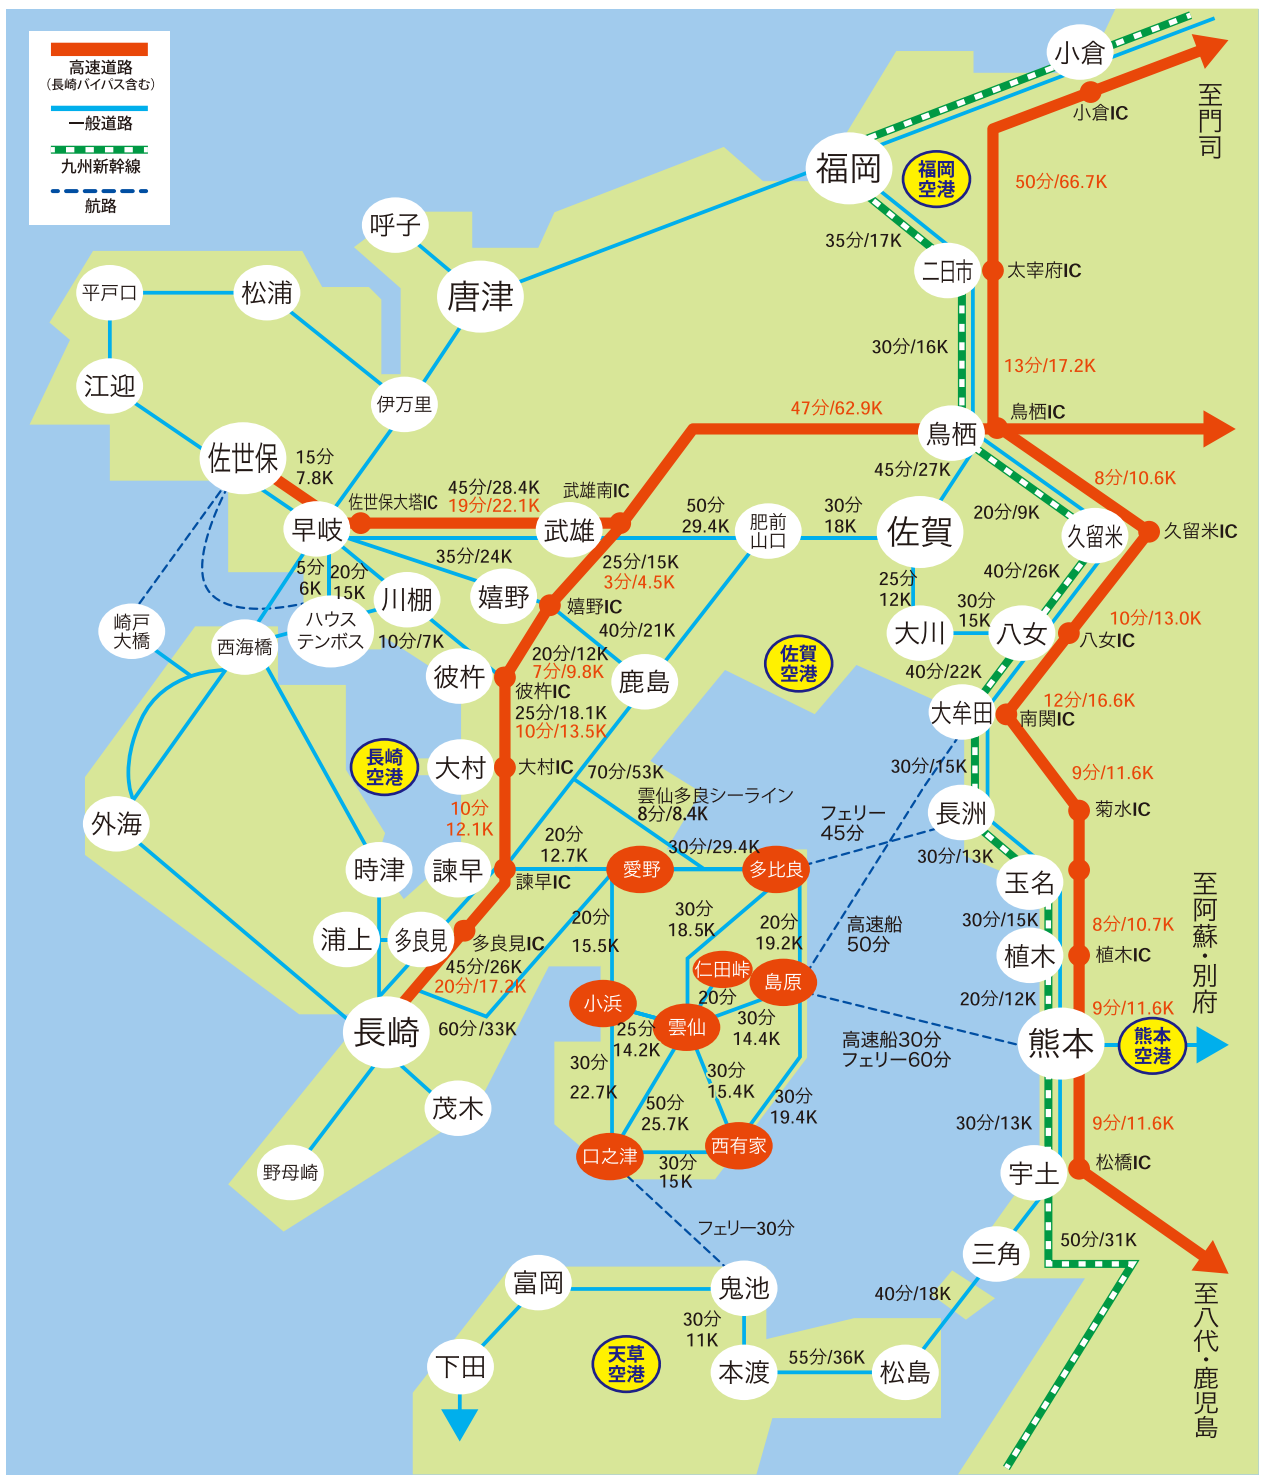 高速道路
(長崎バイパス含む)
一般道路
九州新幹線
航路
小倉
小倉IC
至門司
福岡
福岡
空港
50分/66.7K
呼子
35分/17K
二日市
太宰府IC
平戸口
松浦
唐津
30分/16K
13分/17.2K
江迎
伊万里
47分/62.9K
鳥栖IC
鳥栖
佐世保
15分
7.8K
45分/27K
8分/10.6K
佐世保大塔IC
45分/28.4K
19分/22.1K
武雄南IC
50分
29.4K
肥前
山口
30分
18K
佐賀
20分/9K
久留米
久留米IC
早岐
武雄
35分/24K
25分/15K
3分/4.5K
40分/26K
5分
6K
20分
15K
川棚
嬉野
嬉野IC
25分
12K
30分
15K
10分/13.0K
崎戸
大橋
ハウス
テンボス
西海橋
10分/7K
40分/21K
大川
八女
八女IC
20分/12K
7分/9.8K
佐賀
空港
40分/22K
彼杵
彼杵IC
鹿島
12分/16.6K
25分/18.1K
10分/13.5K
大牟田
南関IC
長崎
空港
大村
大村IC
70分/53K
30分/15K
9分/11.6K
雲仙多良シーライン
8分/8.4K
フェリー
45分
長洲
菊水IC
外海
10分
12.1K
20分
12.7K
30分/29.4K
30分/13K
時津
諫早
諫早IC
愛野
多比良
玉名
至阿蘇・別府
浦上
多良見
多良見IC
20分
15.5K
30分
18.5K
20分
19.2K
高速船
50分
30分/15K
8分/10.7K
45分/26K
20分/17.2K
仁田峠
島原
植木
植木IC
小浜
20分
20分/12K
9分/11.6K
長崎
60分/33K
雲仙
25分
14.2K
30分
14.4K
高速船30分
フェリー60分
熊本
熊本
空港
30分
22.7K
30分
15.4K
茂木
50分
25.7K
30分
19.4K
30分/13K
9分/11.6K
野母崎
口之津
西有家
30分
15K
宇土
松橋IC
フェリー30分
三角
50分/31K
富岡
鬼池
40分/18K
至八代・鹿児島
30分
11K
下田
天草
空港
本渡
55分/36K
松島